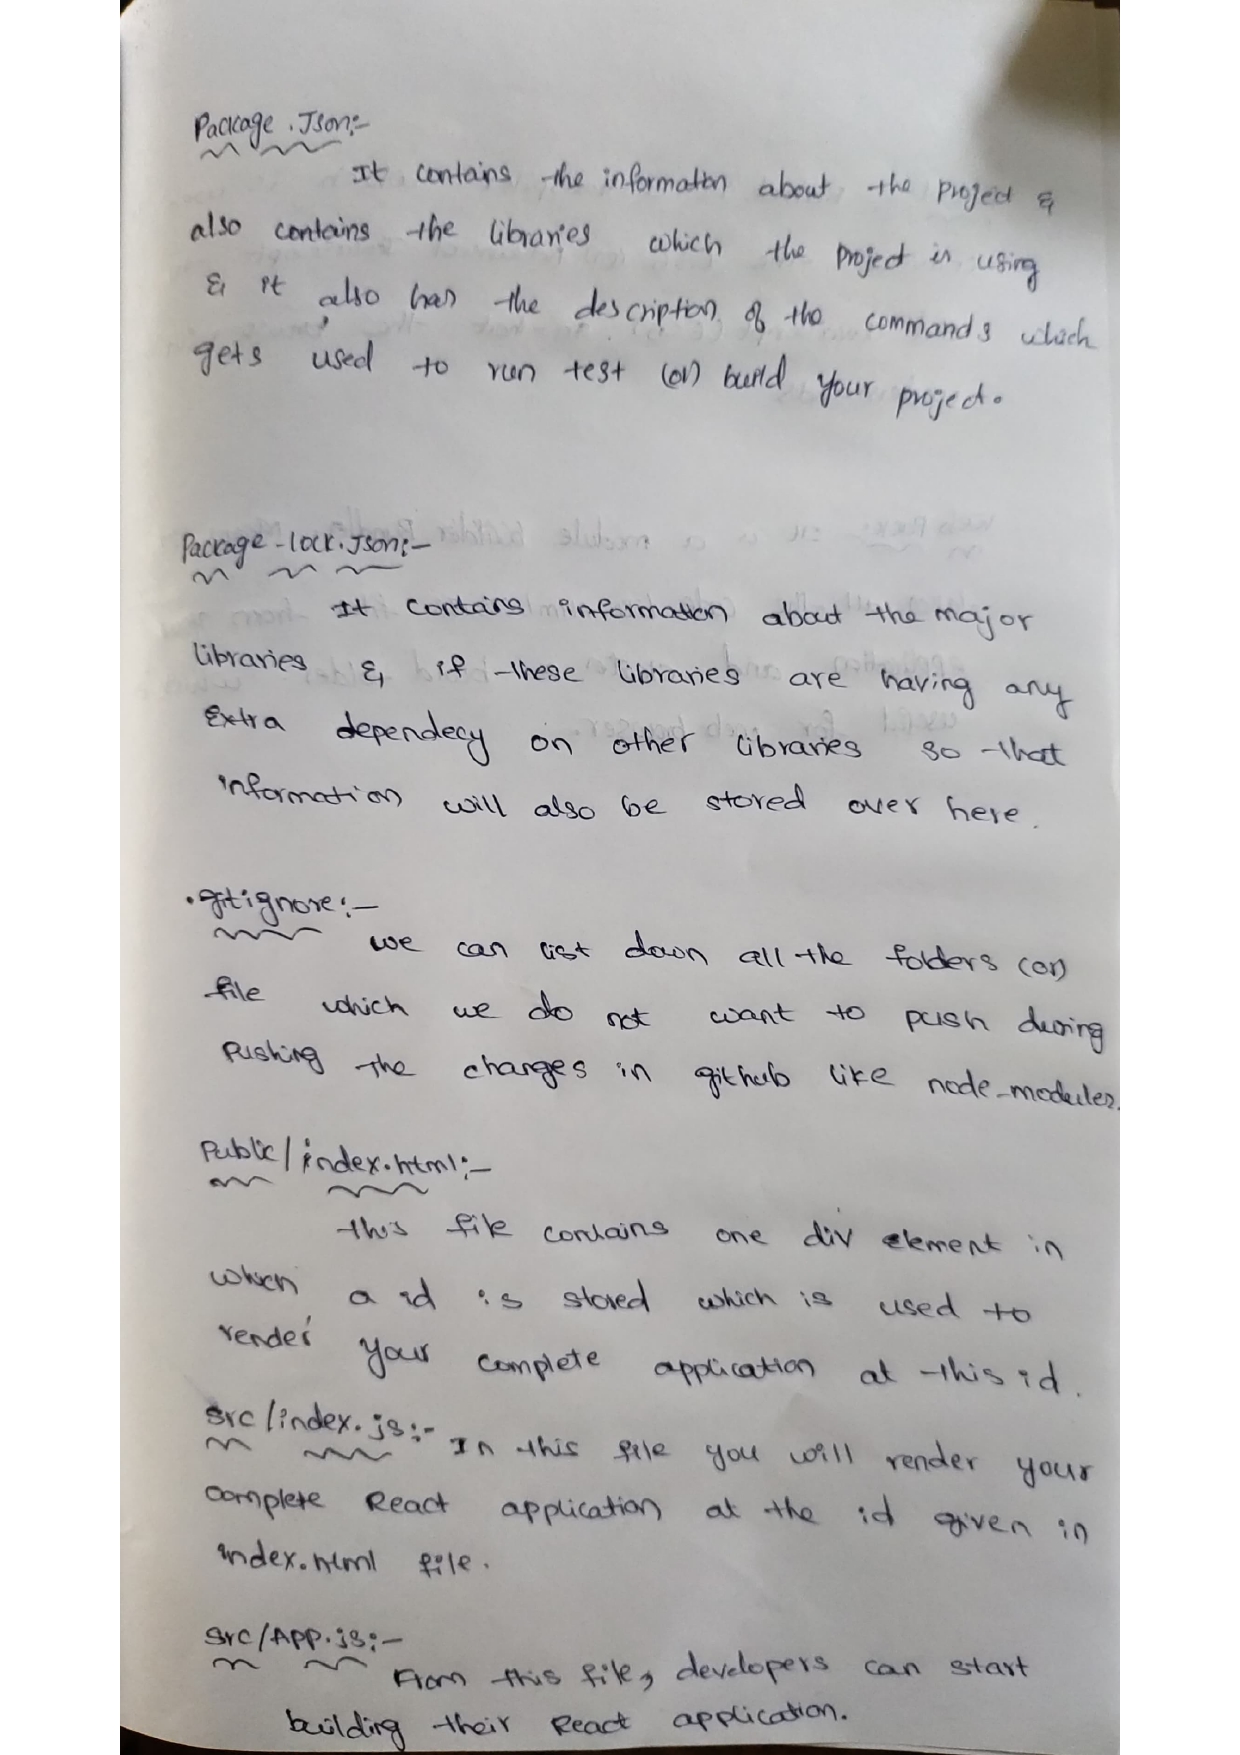 Package.Json:-
It contains the information about the project &
also contains the libraries which the project is using
& it also has the description of the commands which
gets used to run test (or) build your project.
Package-lock.Json:-
It contains information about the major
libraries & if these libraries are having any
Extra dependecy on other libraries so that
information will also be stored over here.
.gitignore:-
we can list down all the folders (or)
file which we do not want to push during
Pushing the changes in github like node_modules.
Public/index.html:-
This file contains one div element in
which a id is stored which is used to
render your complete application at this id.
src/index.js:- In this file you will render your
complete React application at the id given in
index.html file.
src/App.js:-
From this file, developers can start
building their React application.